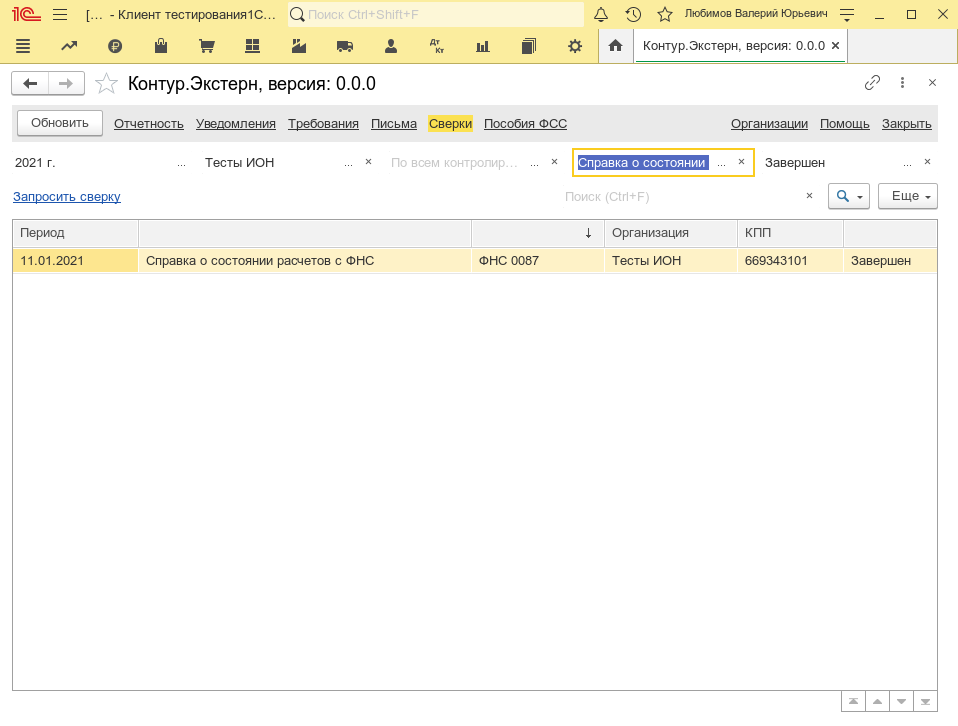 1С [... - Клиент тестирования1С... Поиск Ctrl+Shift+F Любимов Валерий Юрьевич
Дт Кт Контур.Экстерн, версия: 0.0.0 ×
Контур.Экстерн, версия: 0.0.0
Обновить Отчетность Уведомления Требования Письма Сверки Пособия ФСС Организации Помощь Закрыть
2021 г. ... Тесты ИОН ... × По всем контролир... ... × Справка о состоянии ... × Завершен ... ×
Запросить сверку Поиск (Ctrl+F) × Еще
Период ↓ Организация КПП
11.01.2021 Справка о состоянии расчетов с ФНС ФНС 0087 Тесты ИОН 669343101 Завершен